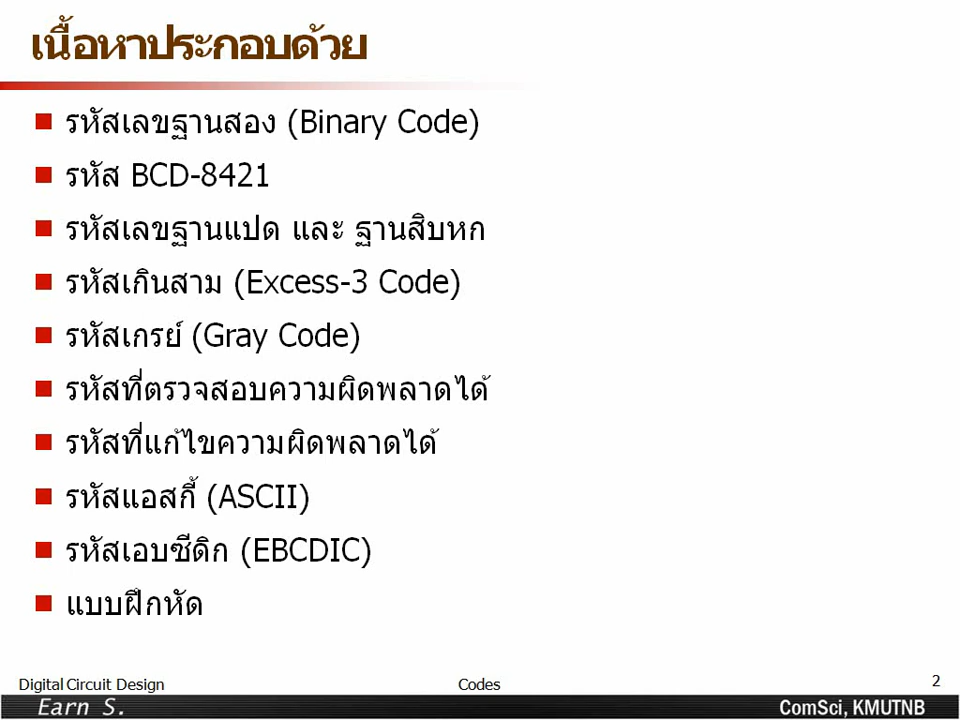 เนื้อหาประกอบด้วย
รหัสเลขฐานสอง (Binary Code)
รหัส BCD-8421
รหัสเลขฐานแปด และ ฐานสิบหก
รหัสเกินสาม (Excess-3 Code)
รหัสเกรย์ (Gray Code)
รหัสที่ตรวจสอบความผิดพลาดได้
รหัสที่แก้ไขความผิดพลาดได้
รหัสแอสกี้ (ASCII)
รหัสเอบซีดิก (EBCDIC)
แบบฝึกหัด
Digital Circuit Design Codes 2
Earn S. ComSci, KMUTNB